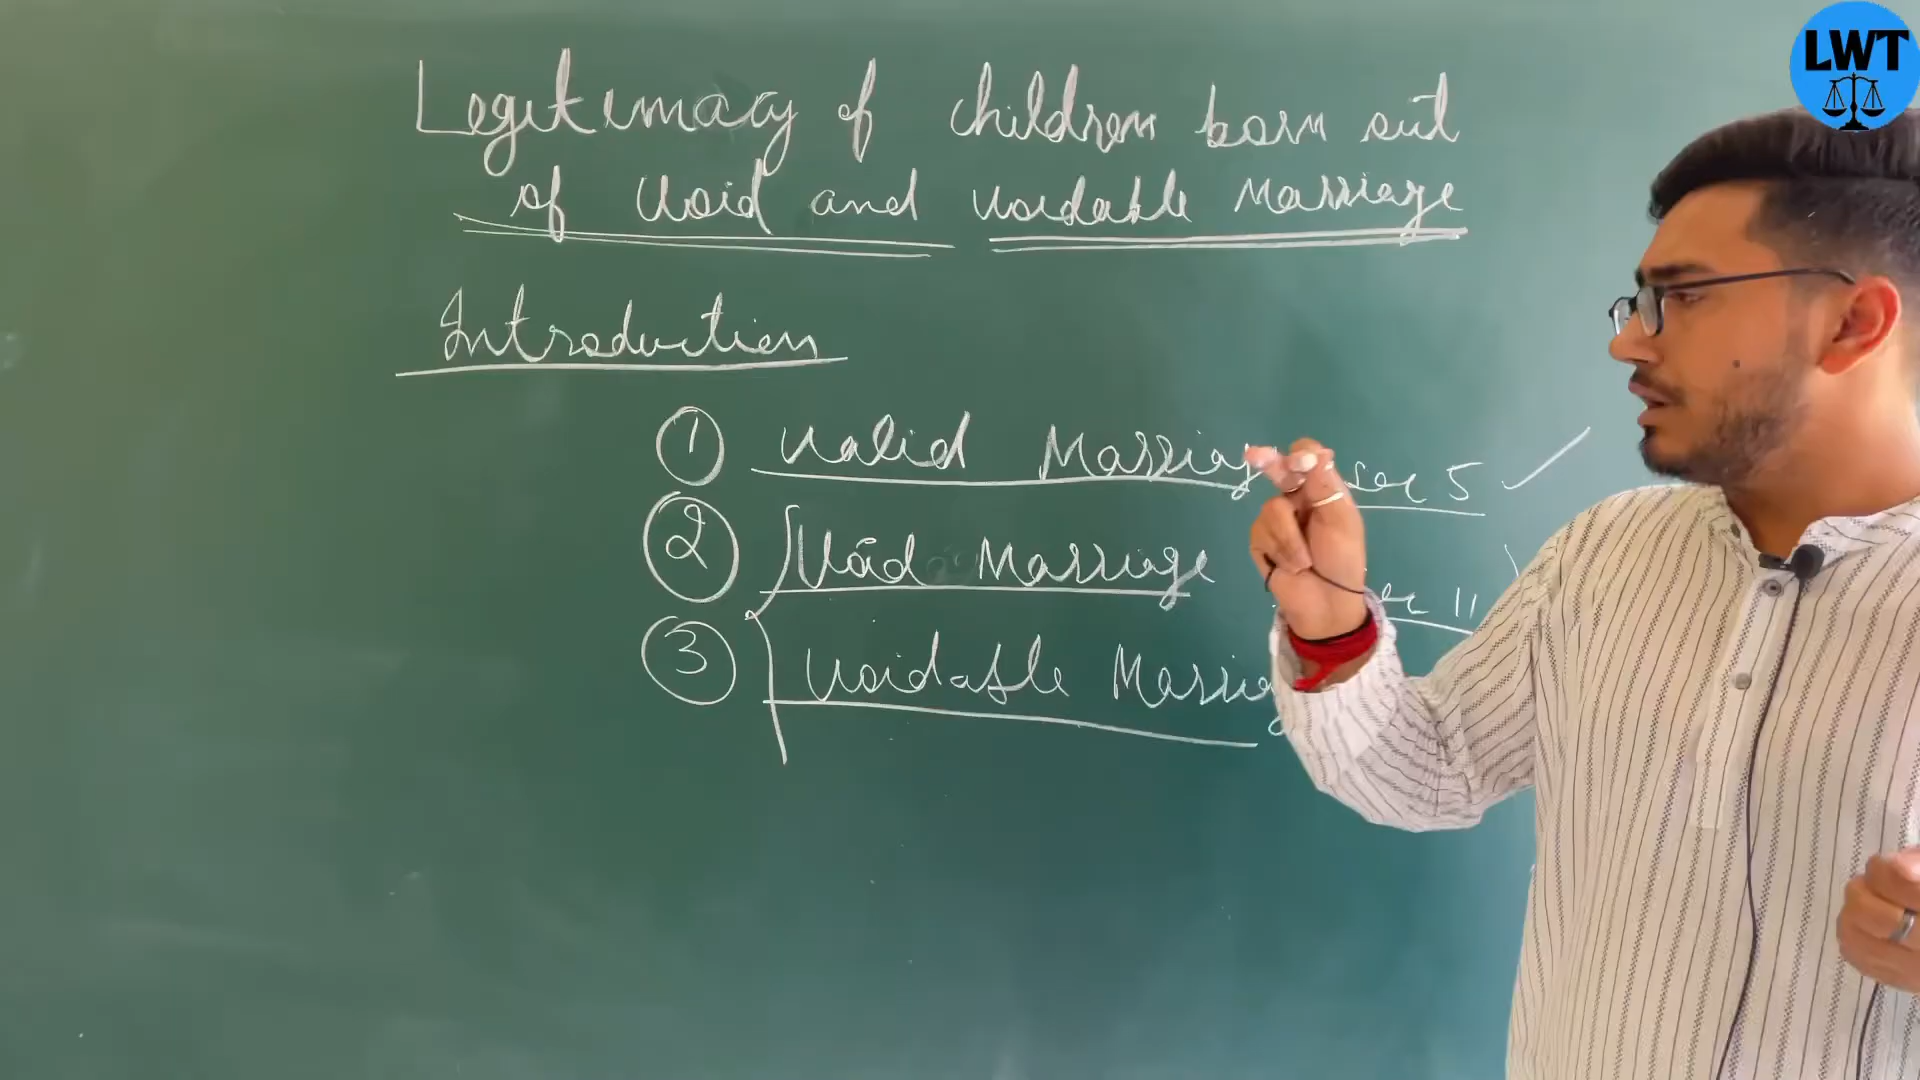 LWT
Legitimacy of children born out
of void and voidable Marriage
Introduction
① Valid Marriage Sec 5 ✓
② Void Marriage Sec 11
③ Voidable Marriage